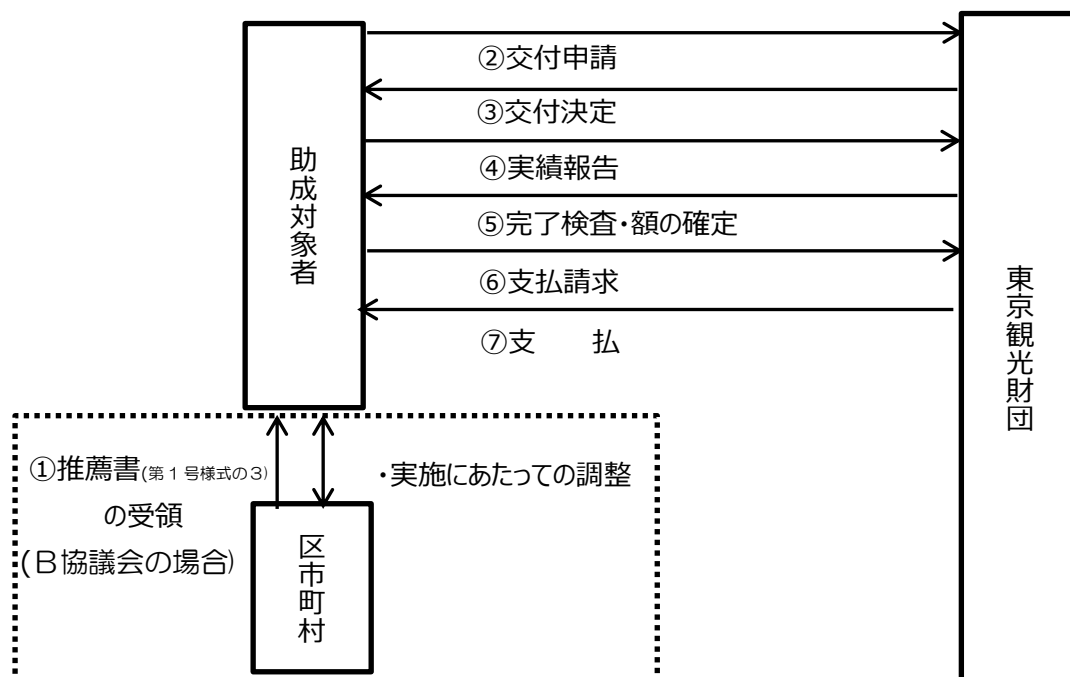 ②交付申請
③交付決定
④実績報告
⑤完了検査・額の確定
⑥支払請求
⑦支　　払
助成対象者
東京観光財団
①推薦書(第１号様式の３)
の受領
(Ｂ協議会の場合)
・実施にあたっての調整
区市町村